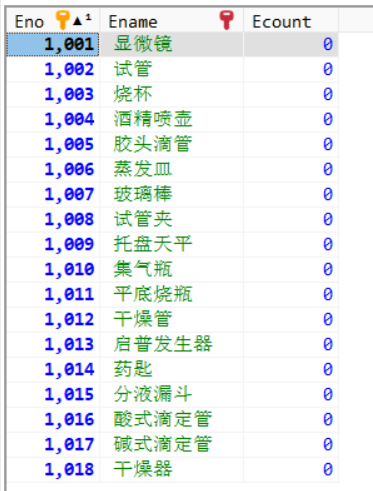 Eno 1 Ename Ecount
1,001 显微镜 0
1,002 试管 0
1,003 烧杯 0
1,004 酒精喷壶 0
1,005 胶头滴管 0
1,006 蒸发皿 0
1,007 玻璃棒 0
1,008 试管夹 0
1,009 托盘天平 0
1,010 集气瓶 0
1,011 平底烧瓶 0
1,012 干燥管 0
1,013 启普发生器 0
1,014 药匙 0
1,015 分液漏斗 0
1,016 酸式滴定管 0
1,017 碱式滴定管 0
1,018 干燥器 0